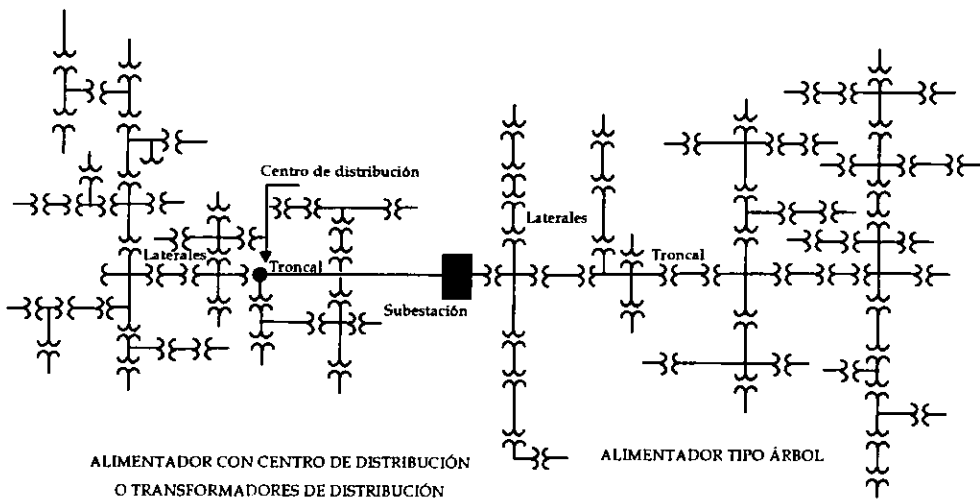 Centro de distribución
Laterales
Troncal
Subestación
Laterales
Troncal
ALIMENTADOR CON CENTRO DE DISTRIBUCIÓN
O TRANSFORMADORES DE DISTRIBUCIÓN
ALIMENTADOR TIPO ÁRBOL